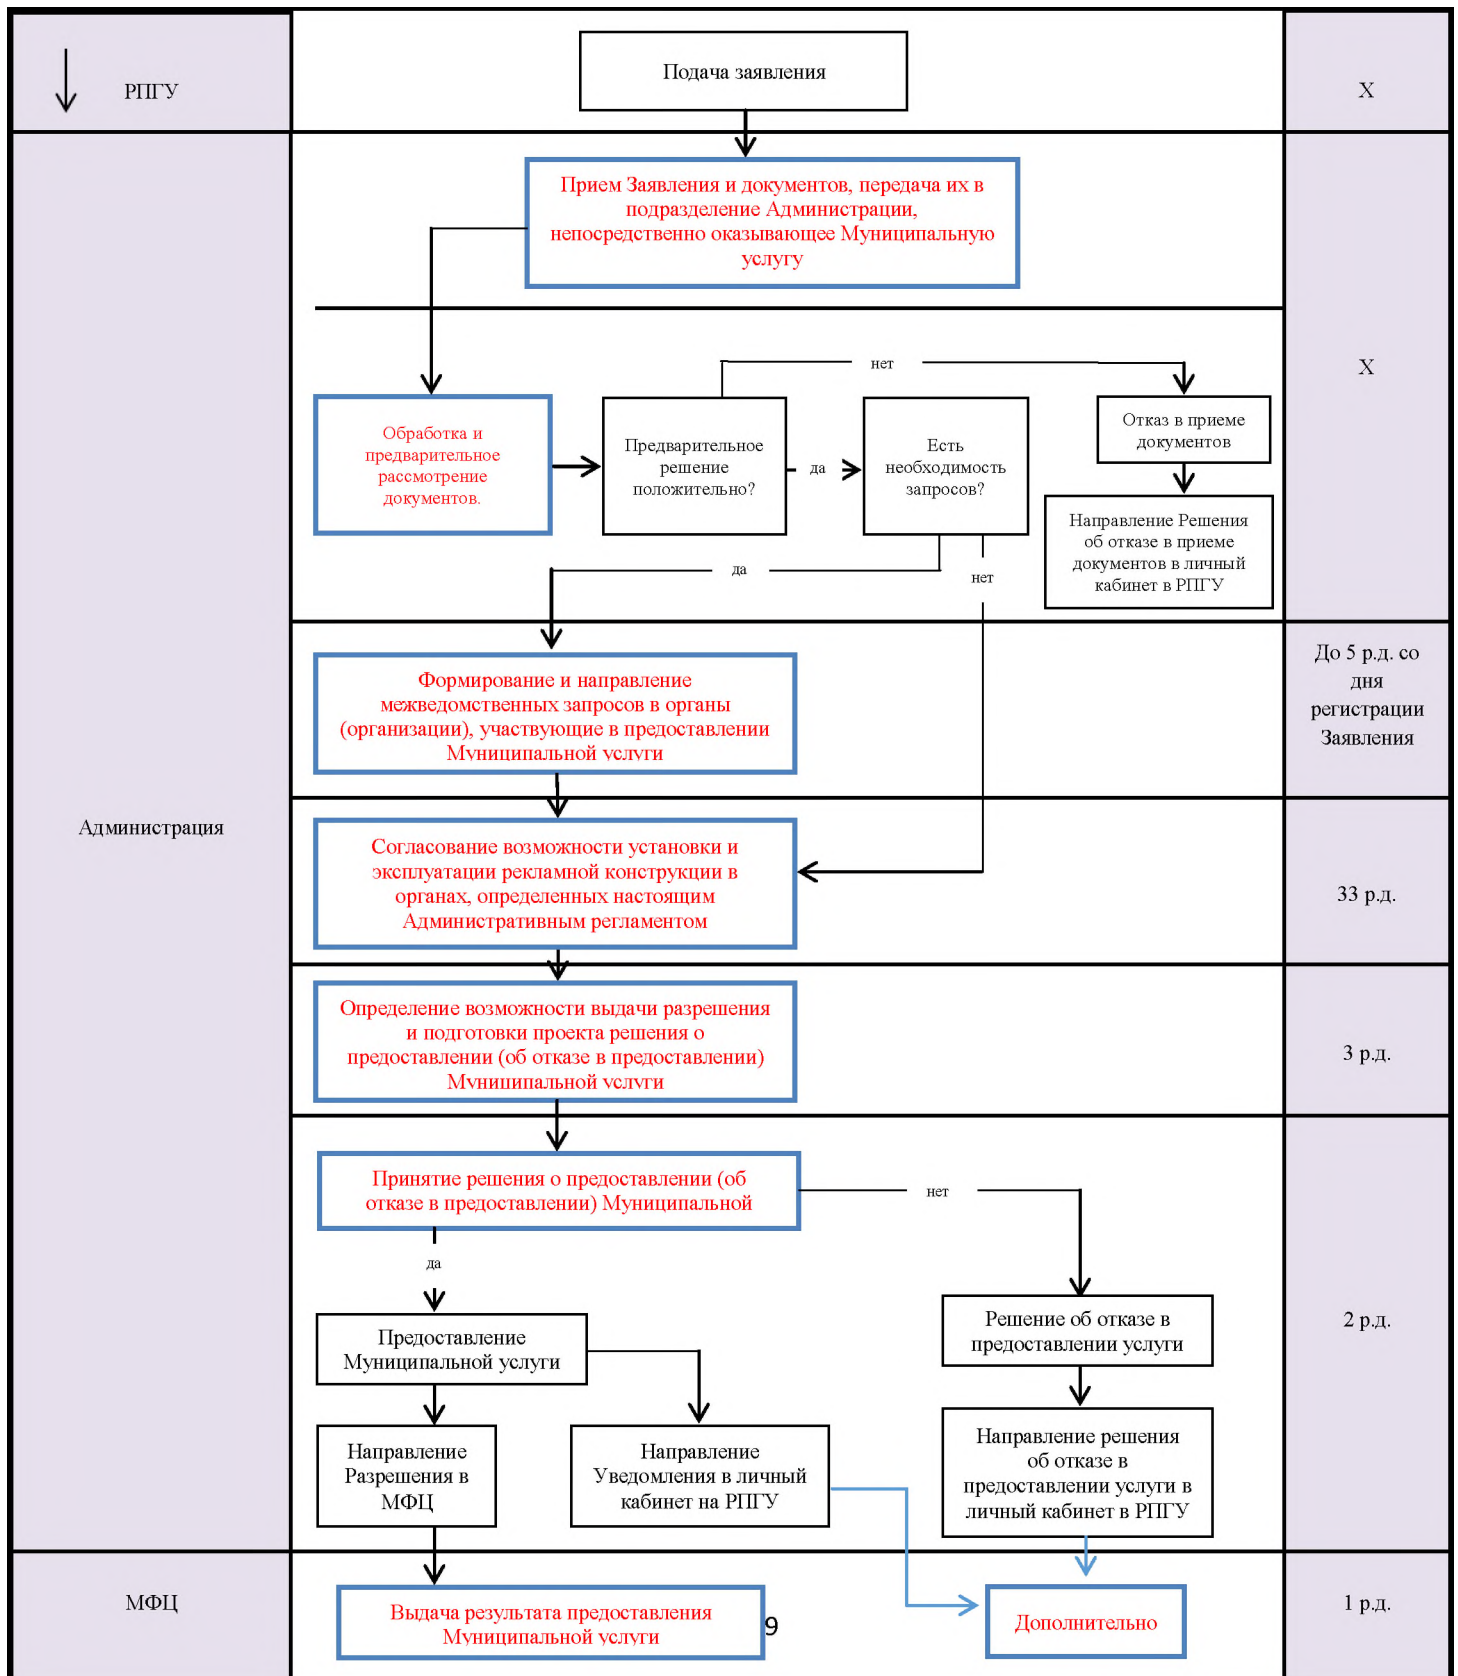 РПГУ
Подача заявления
X
Прием Заявления и документов, передача их в
подразделение Администрации,
непосредственно оказывающее Муниципальную
услугу
X
нет
Обработка и
предварительное
рассмотрение
документов.
Предварительное
решение
положительно?
да
Есть
необходимость
запросов?
Отказ в приеме
документов
Направление Решения
об отказе в приеме
документов в личный
кабинет в РПГУ
да
нет
Администрация
Формирование и направление
межведомственных запросов в органы
(организации), участвующие в предоставлении
Муниципальной услуги
До 5 р.д. со
дня
регистрации
Заявления
Согласование возможности установки и
эксплуатации рекламной конструкции в
органах, определенных настоящим
Административным регламентом
33 р.д.
Определение возможности выдачи разрешения
и подготовки проекта решения о
предоставлении (об отказе в предоставлении)
Муниципальной услуги
3 р.д.
Принятие решения о предоставлении (об
отказе в предоставлении) Муниципальной
нет
да
Предоставление
Муниципальной услуги
Решение об отказе в
предоставлении услуги
2 р.д.
Направление
Разрешения в
МФЦ
Направление
Уведомления в личный
кабинет на РПГУ
Направление решения
об отказе в
предоставлении услуги в
личный кабинет в РПГУ
МФЦ
Выдача результата предоставления
Муниципальной услуги
9
Дополнительно
1 р.д.